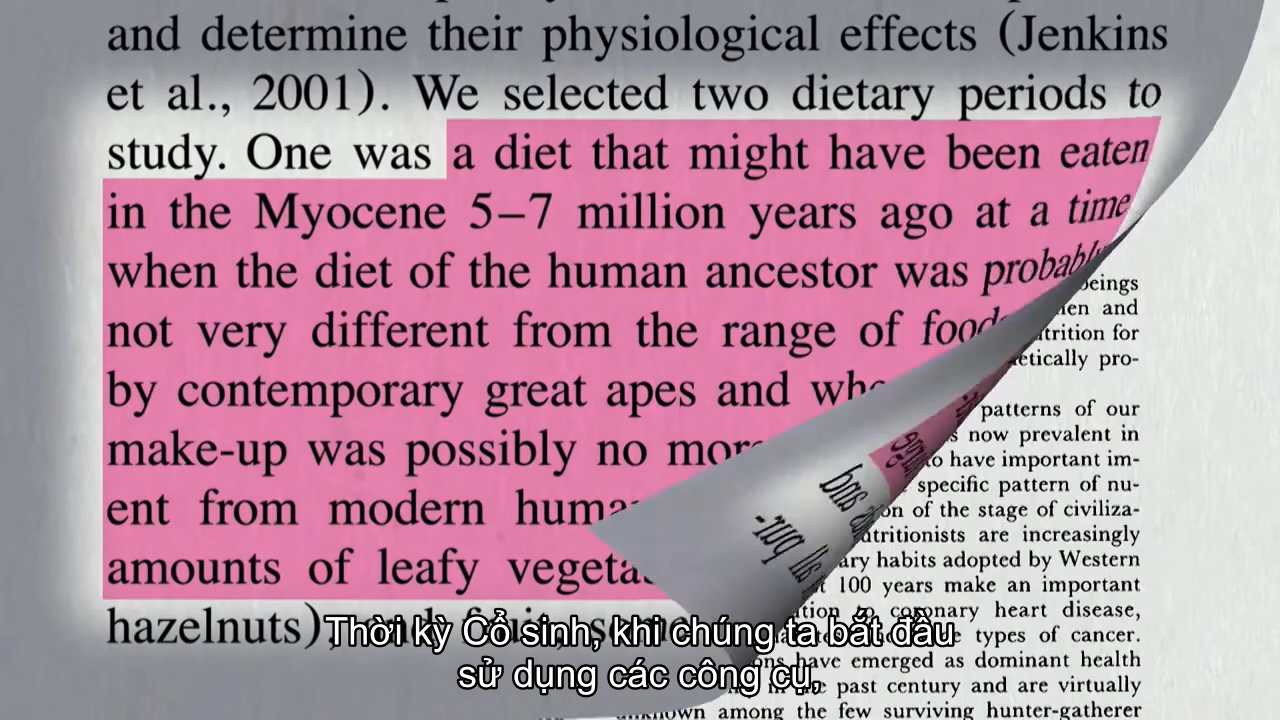 and determine their physiological effects (Jenkins
et al., 2001). We selected two dietary periods to
study. One was a diet that might have been eaten
in the Myocene 5–7 million years ago at a time
when the diet of the human ancestor was probably
not very different from the range of foods
by contemporary great apes and
make-up was possibly no more
ent from modern
amounts of leafy
hazelnuts)
beings
and
nutrition for
pro-
patterns of our
now prevalent in
to have important im-
specific pattern of nu-
on of the stage of civiliza-
nutritionists are increasingly
habits adopted by Western
100 years make an important
coronary heart disease,
types of cancer.
have emerged as dominant health
past century and are virtually
unknown among the few surviving hunter-gatherer
and
Thời kỳ Cổ sinh, khi chúng ta bắt đầu
sử dụng các công cụ,